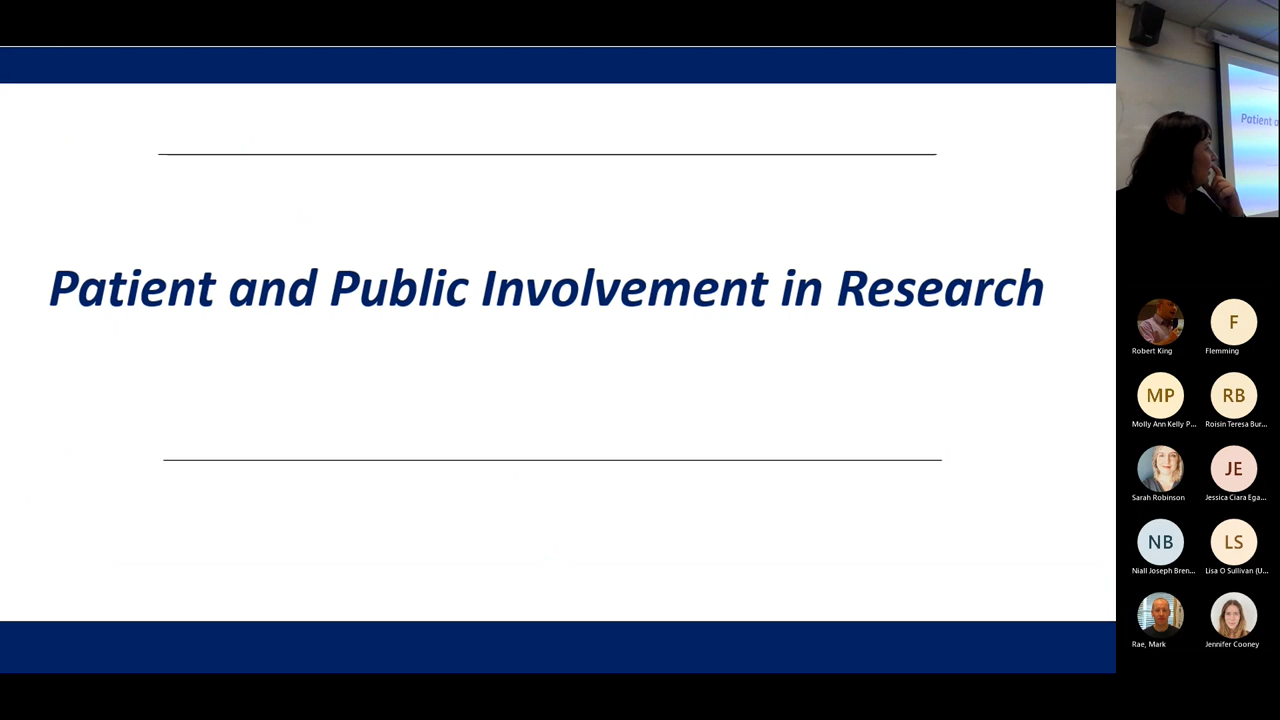 Patient and Public Involvement in Research
Patient a
Robert King
F
Flemming
MP
Molly Ann Kelly P...
RB
Roisin Teresa Bur...
Sarah Robinson
JE
Jessica Ciara Ega...
NB
Niall Joseph Bren...
LS
Lisa O Sullivan (U...
Rae, Mark
Jennifer Cooney